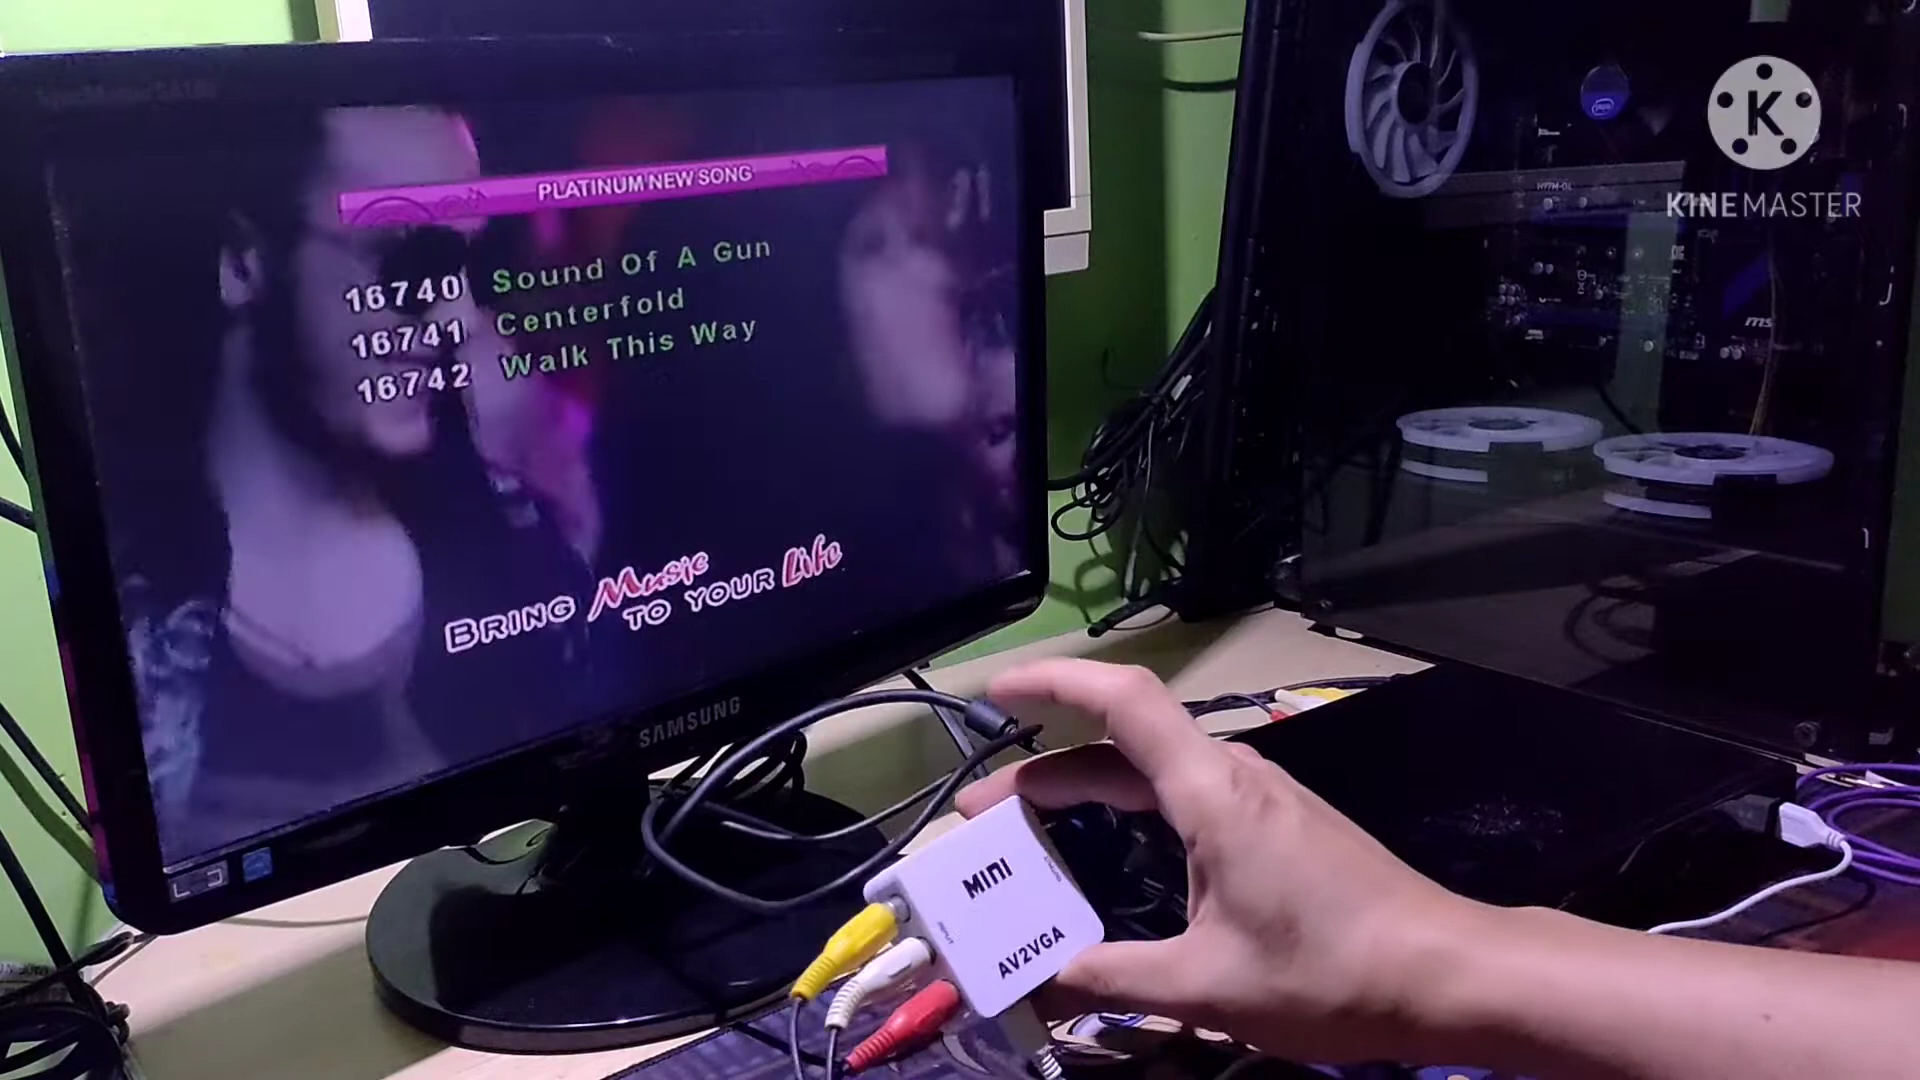 PLATINUM NEW SONG
16740 Sound Of A Gun
16741 Centerfold
16742 Walk This Way
BRING Music
TO YOUR Life
SAMSUNG
MINI
AV2VGA
intel
msi
K
KINEMASTER